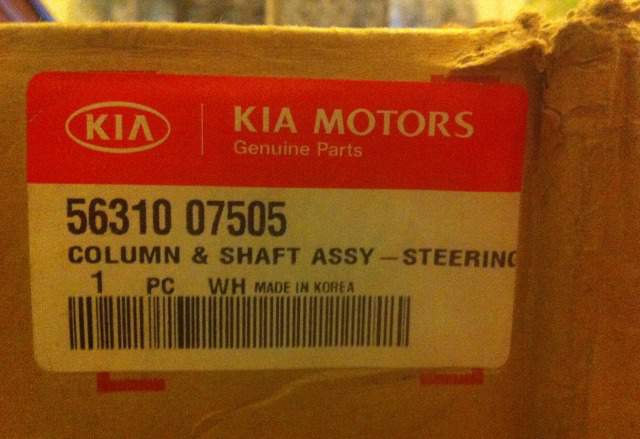 KIA KIA MOTORS
Genuine Parts
56310 07505
COLUMN & SHAFT ASSY-STEERING
1 PC WH MADE IN KOREA